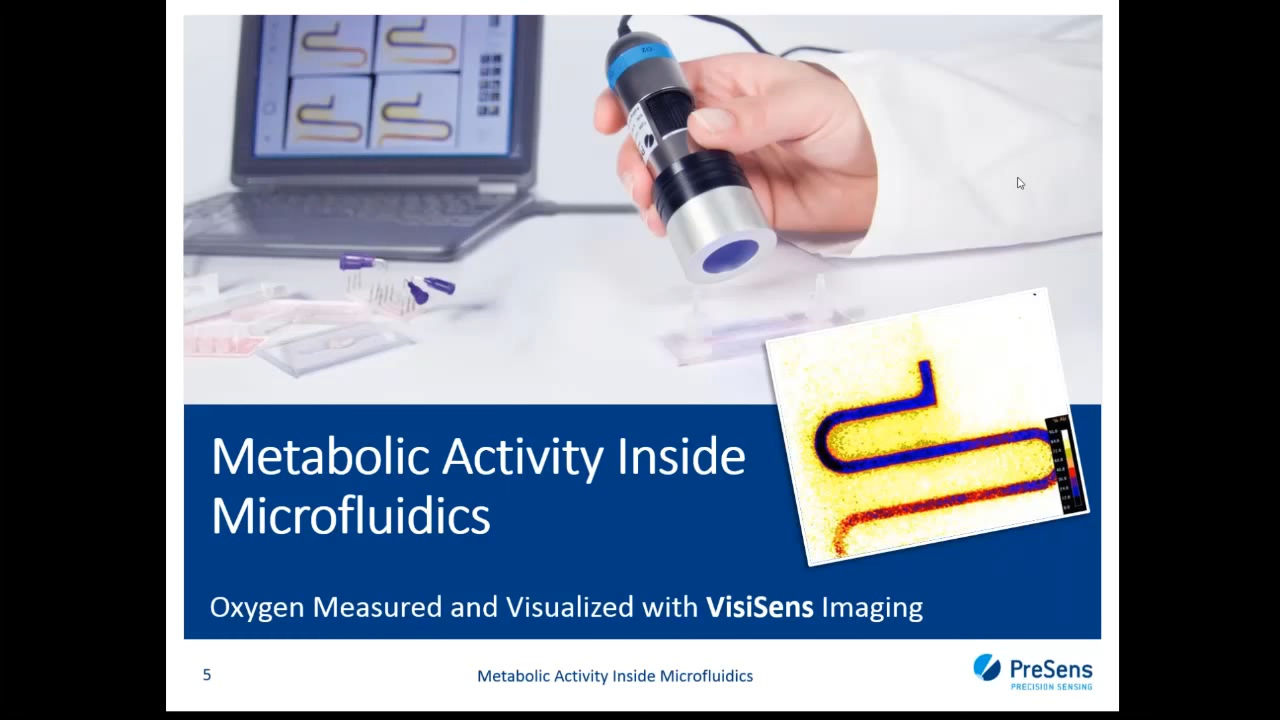 O2
Metabolic Activity Inside
Microfluidics
Oxygen Measured and Visualized with VisiSens Imaging
5
Metabolic Activity Inside Microfluidics
PreSens
PRECISION SENSING